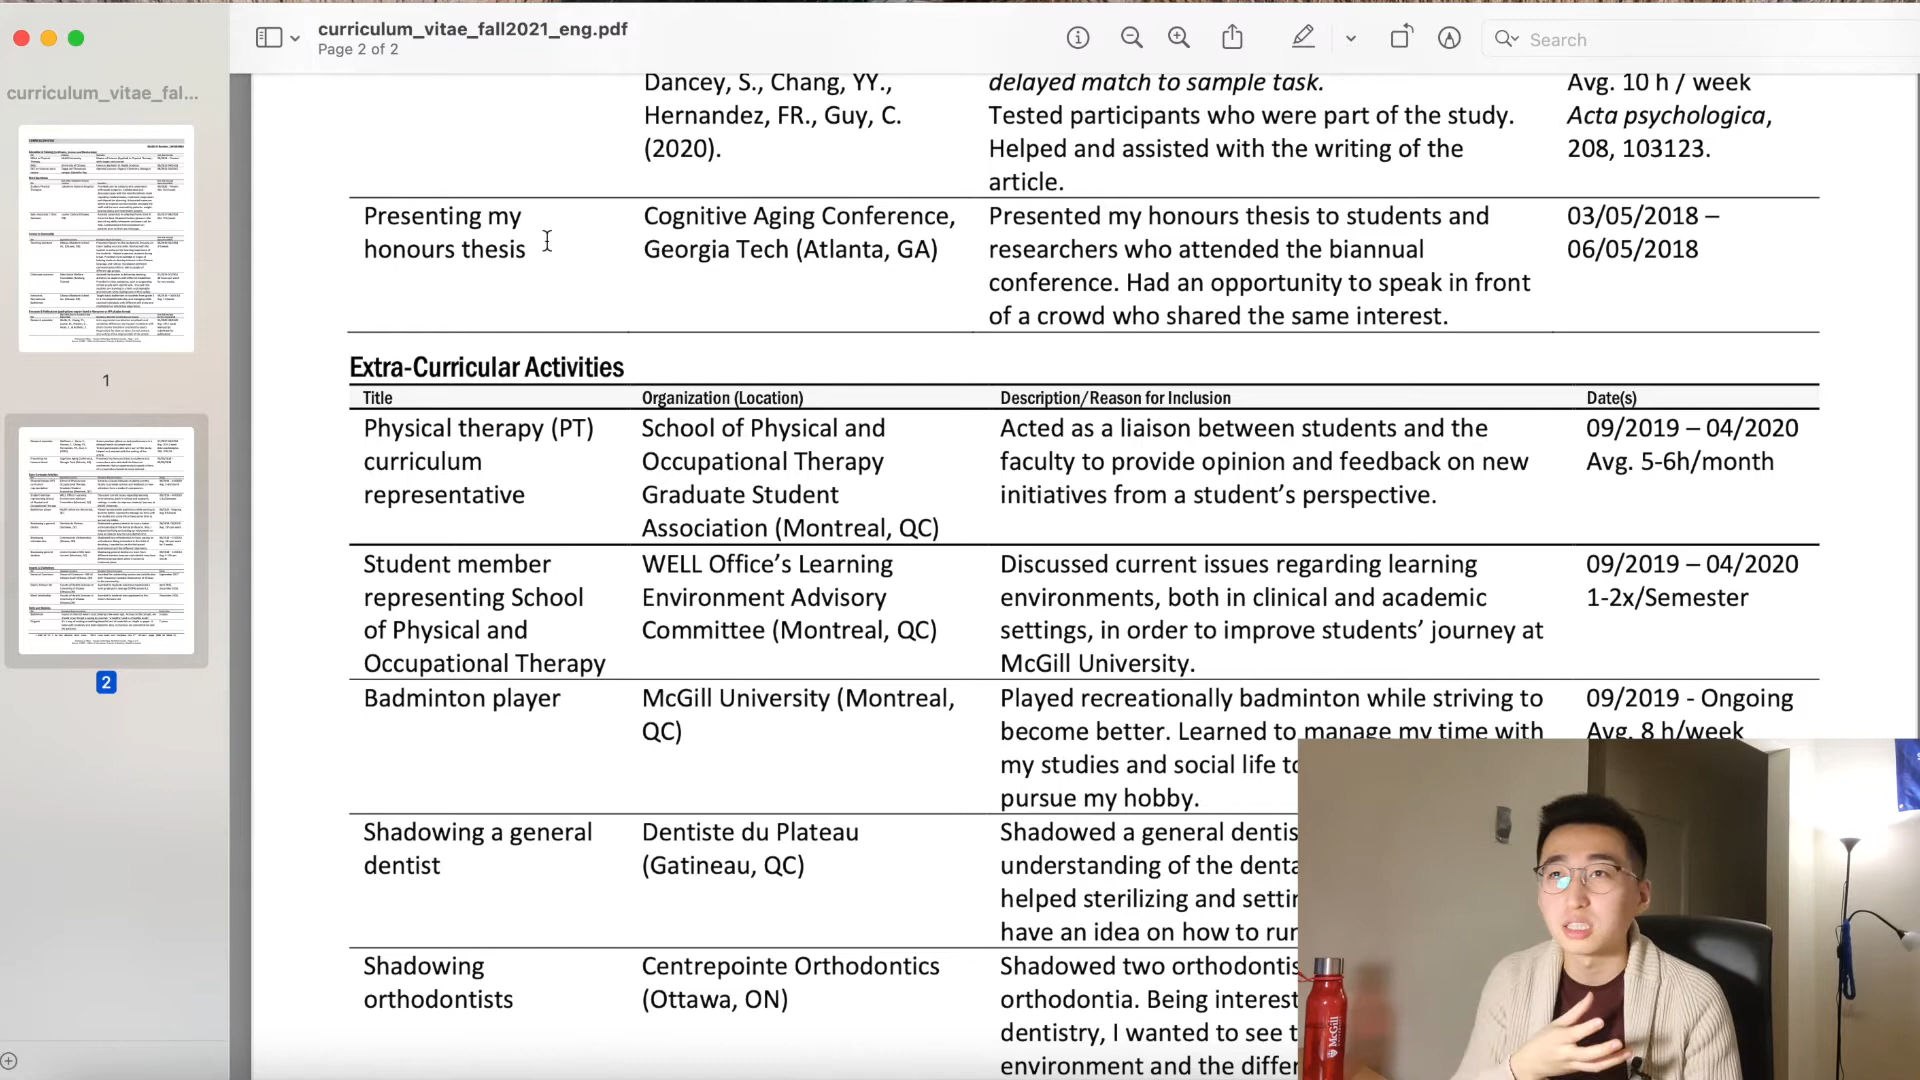 curriculum_vitae_fall2021_eng.pdf
Page 2 of 2
Search
curriculum_vitae_fal...
1
2
Dancey, S., Chang, YY.,
Hernandez, FR., Guy, C.
(2020).
delayed match to sample task.
Tested participants who were part of the study.
Helped and assisted with the writing of the
article.
Avg. 10 h / week
Acta psychologica,
208, 103123.
Presenting my
honours thesis
Cognitive Aging Conference,
Georgia Tech (Atlanta, GA)
Presented my honours thesis to students and
researchers who attended the biannual
conference. Had an opportunity to speak in front
of a crowd who shared the same interest.
03/05/2018 –
06/05/2018
Extra-Curricular Activities
Title
Organization (Location)
Description/Reason for Inclusion
Date(s)
Physical therapy (PT)
curriculum
representative
School of Physical and
Occupational Therapy
Graduate Student
Association (Montreal, QC)
Acted as a liaison between students and the
faculty to provide opinion and feedback on new
initiatives from a student’s perspective.
09/2019 – 04/2020
Avg. 5-6h/month
Student member
representing School
of Physical and
Occupational Therapy
WELL Office’s Learning
Environment Advisory
Committee (Montreal, QC)
Discussed current issues regarding learning
environments, both in clinical and academic
settings, in order to improve students’ journey at
McGill University.
09/2019 – 04/2020
1-2x/Semester
Badminton player
McGill University (Montreal,
QC)
Played recreationally badminton while striving to
become better. Learned to manage my time with
my studies and social life to
pursue my hobby.
09/2019 - Ongoing
Avg. 8 h/week
Shadowing a general
dentist
Dentiste du Plateau
(Gatineau, QC)
Shadowed a general dentis
understanding of the denta
helped sterilizing and settin
have an idea on how to run
Shadowing
orthodontists
Centrepointe Orthodontics
(Ottawa, ON)
Shadowed two orthodontis
orthodontia. Being interest
dentistry, I wanted to see t
environment and the differ
McGill